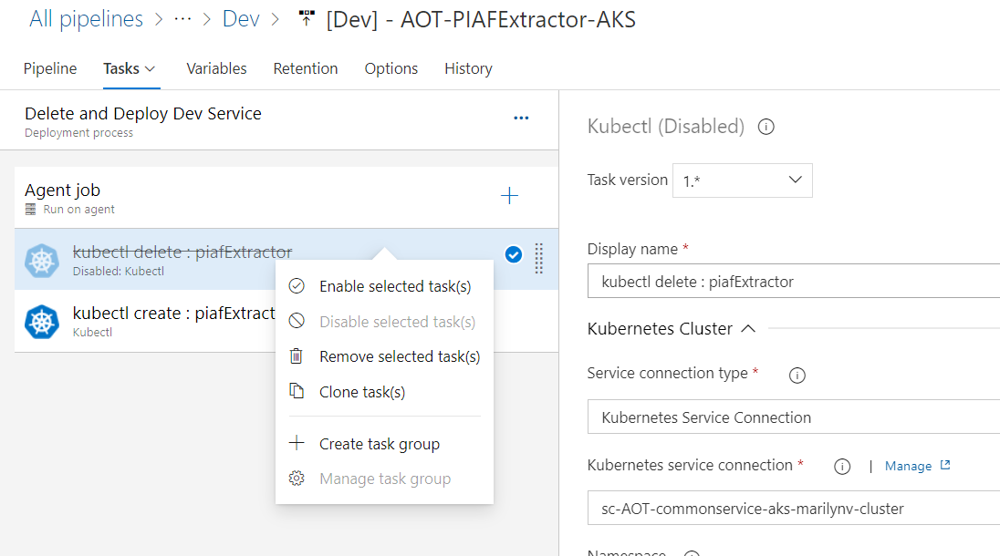 All pipelines > ··· > Dev > [Dev] - AOT-PIAFExtractor-AKS
Pipeline Tasks Variables Retention Options History
Delete and Deploy Dev Service
Deployment process
Agent job
Run on agent
kubectl delete : piafExtractor
Disabled: Kubectl
kubectl create : piafExtract
Kubectl
Enable selected task(s)
Disable selected task(s)
Remove selected task(s)
Clone task(s)
Create task group
Manage task group
Kubectl (Disabled)
Task version 1.*
Display name *
kubectl delete : piafExtractor
Kubernetes Cluster
Service connection type *
Kubernetes Service Connection
Kubernetes service connection * | Manage
sc-AOT-commonservice-aks-marilynv-cluster
Namespace